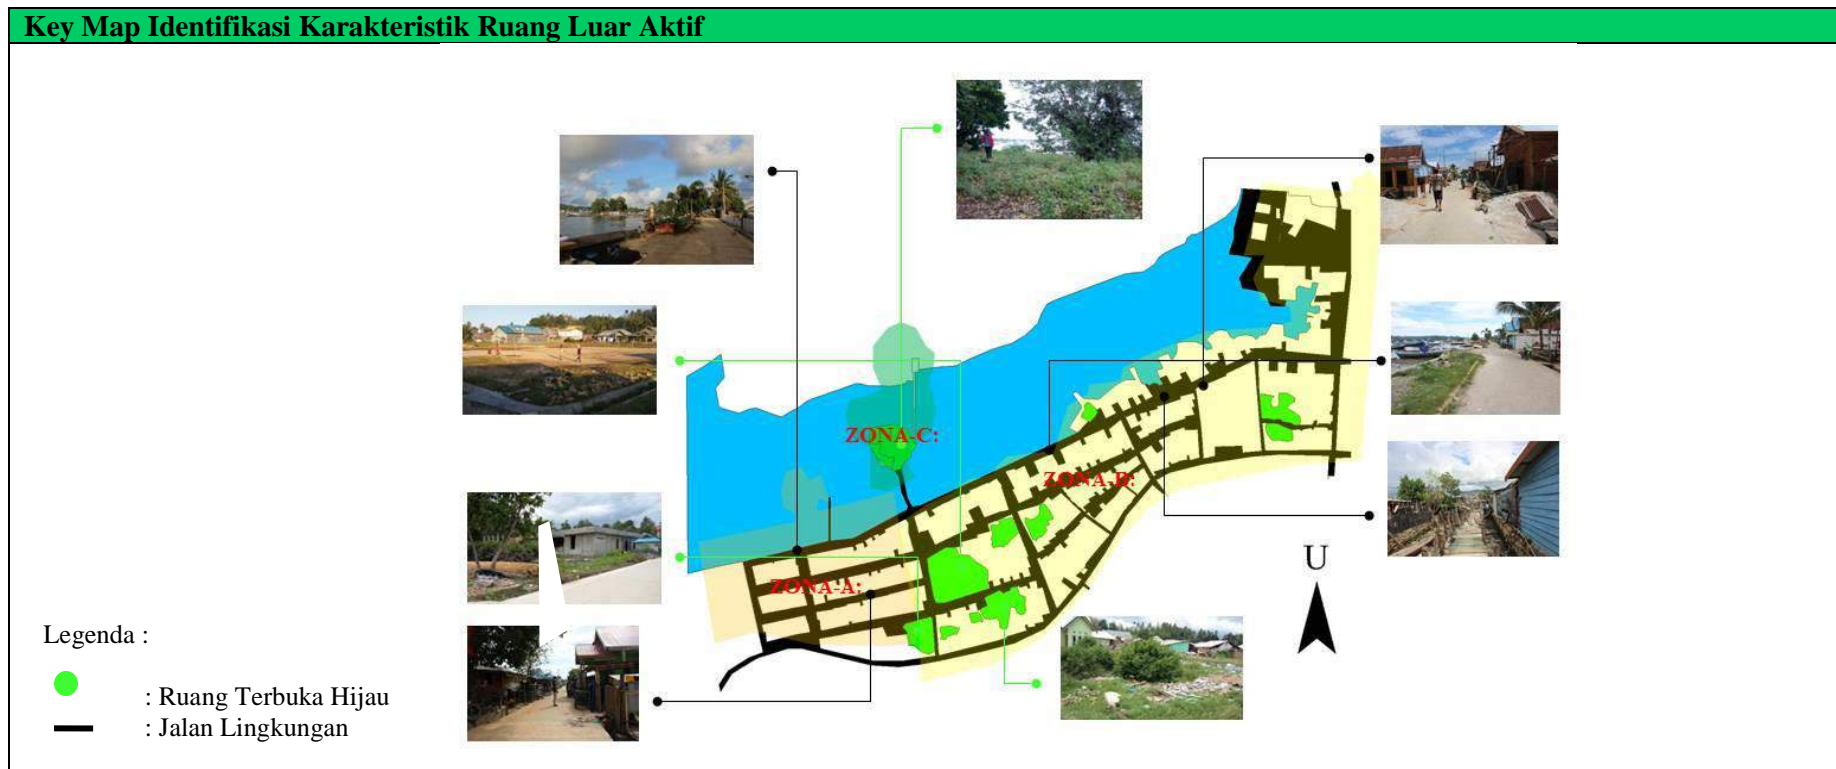 Key Map Identifikasi Karakteristik Ruang Luar Aktif
ZONA-C:
ZONA-B:
ZONA-A:
U
Legenda :
: Ruang Terbuka Hijau
: Jalan Lingkungan